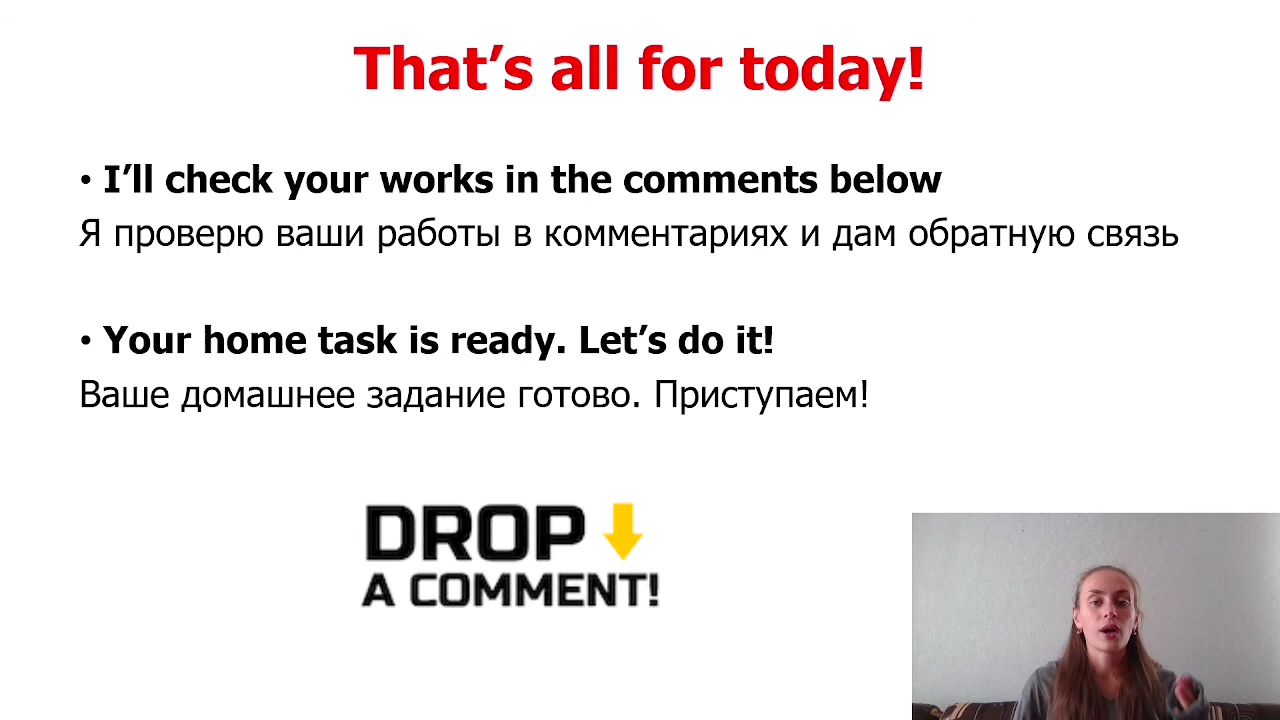 That’s all for today!
• I’ll check your works in the comments below
Я проверю ваши работы в комментариях и дам обратную связь
• Your home task is ready. Let’s do it!
Ваше домашнее задание готово. Приступаем!
DROP
A COMMENT!